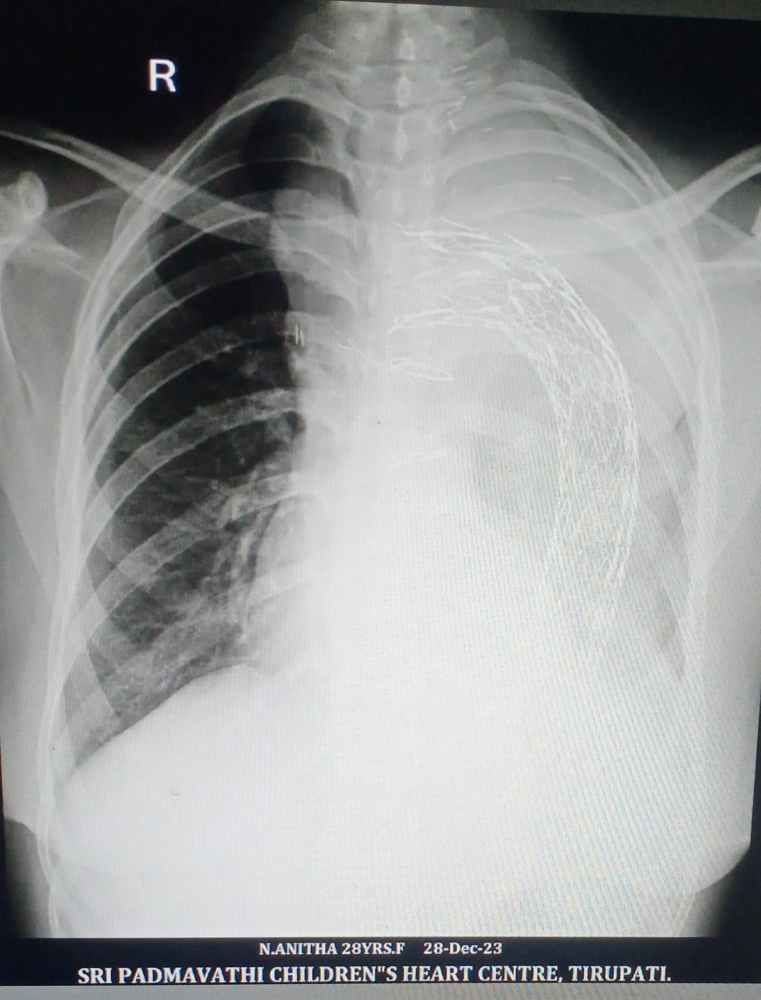 R
N.ANITHA 28YRS.F 28-Dec-23
SRI PADMAVATHI CHILDREN"S HEART CENTRE, TIRUPATI.